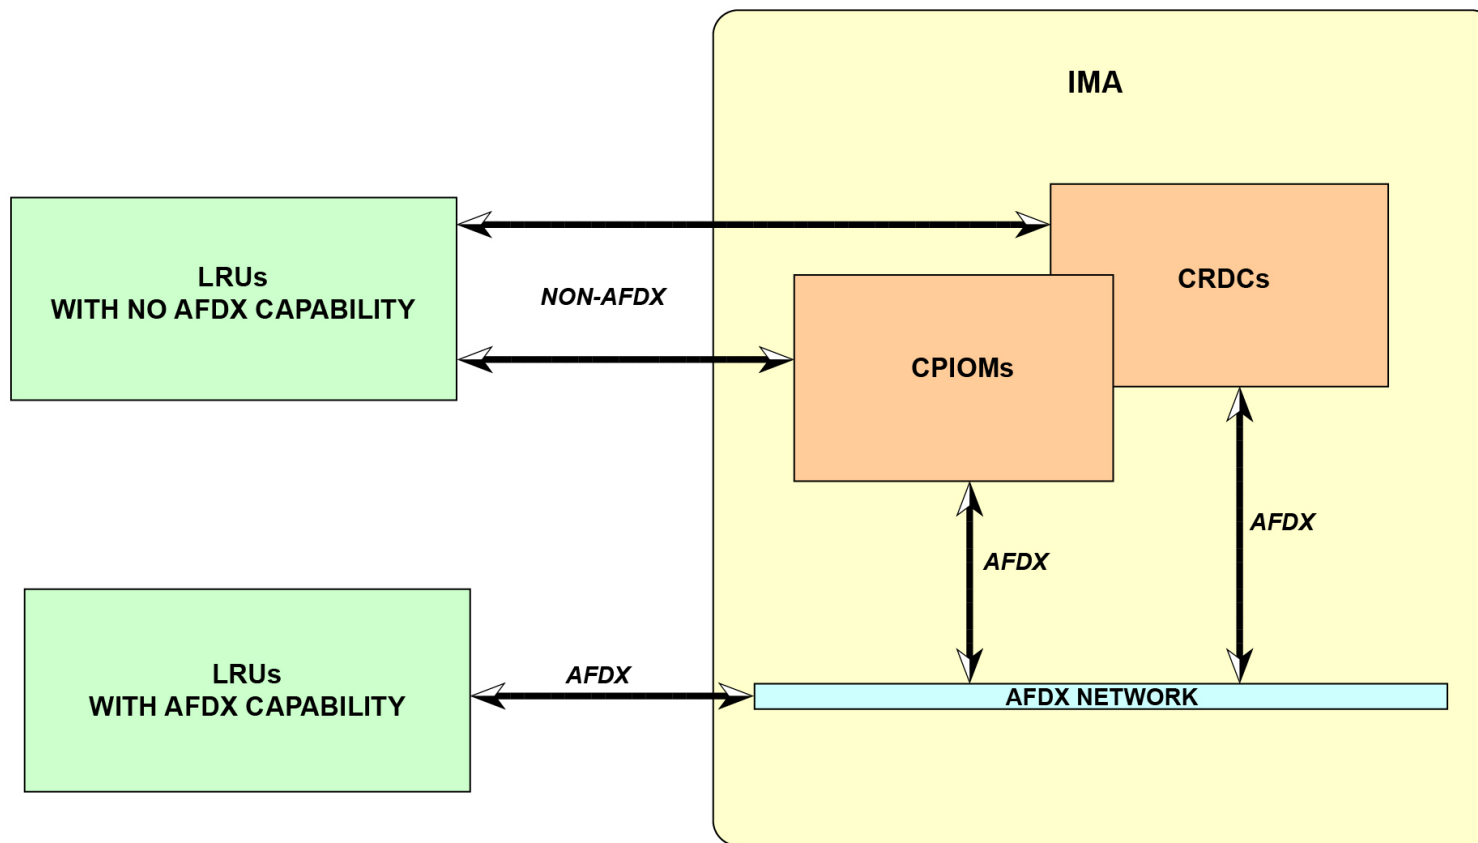 IMA
LRUs
WITH NO AFDX CAPABILITY
NON-AFDX
CRDCs
CPIOMs
AFDX
AFDX
LRUs
WITH AFDX CAPABILITY
AFDX
AFDX NETWORK